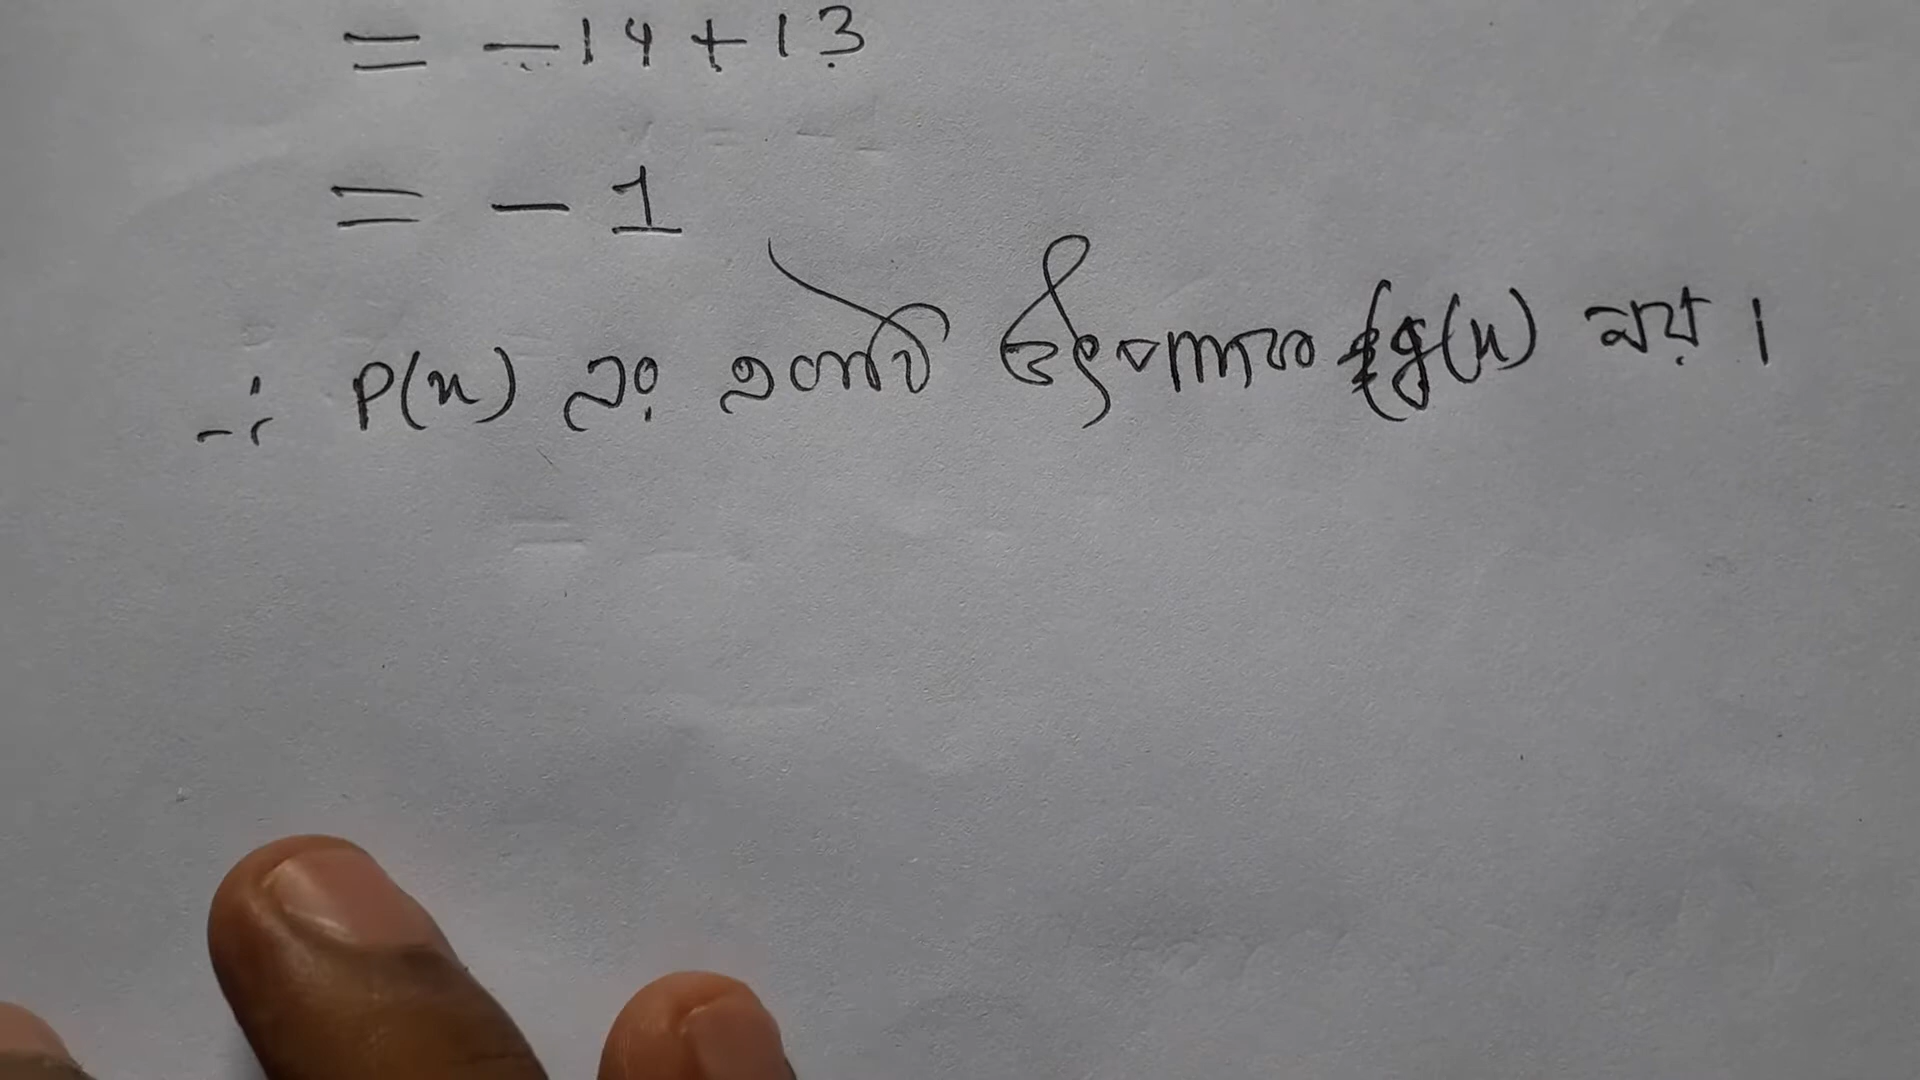 = -14+13
= - 1
∴ P(x) এর একটি উৎপাদক g(x) নয় ।